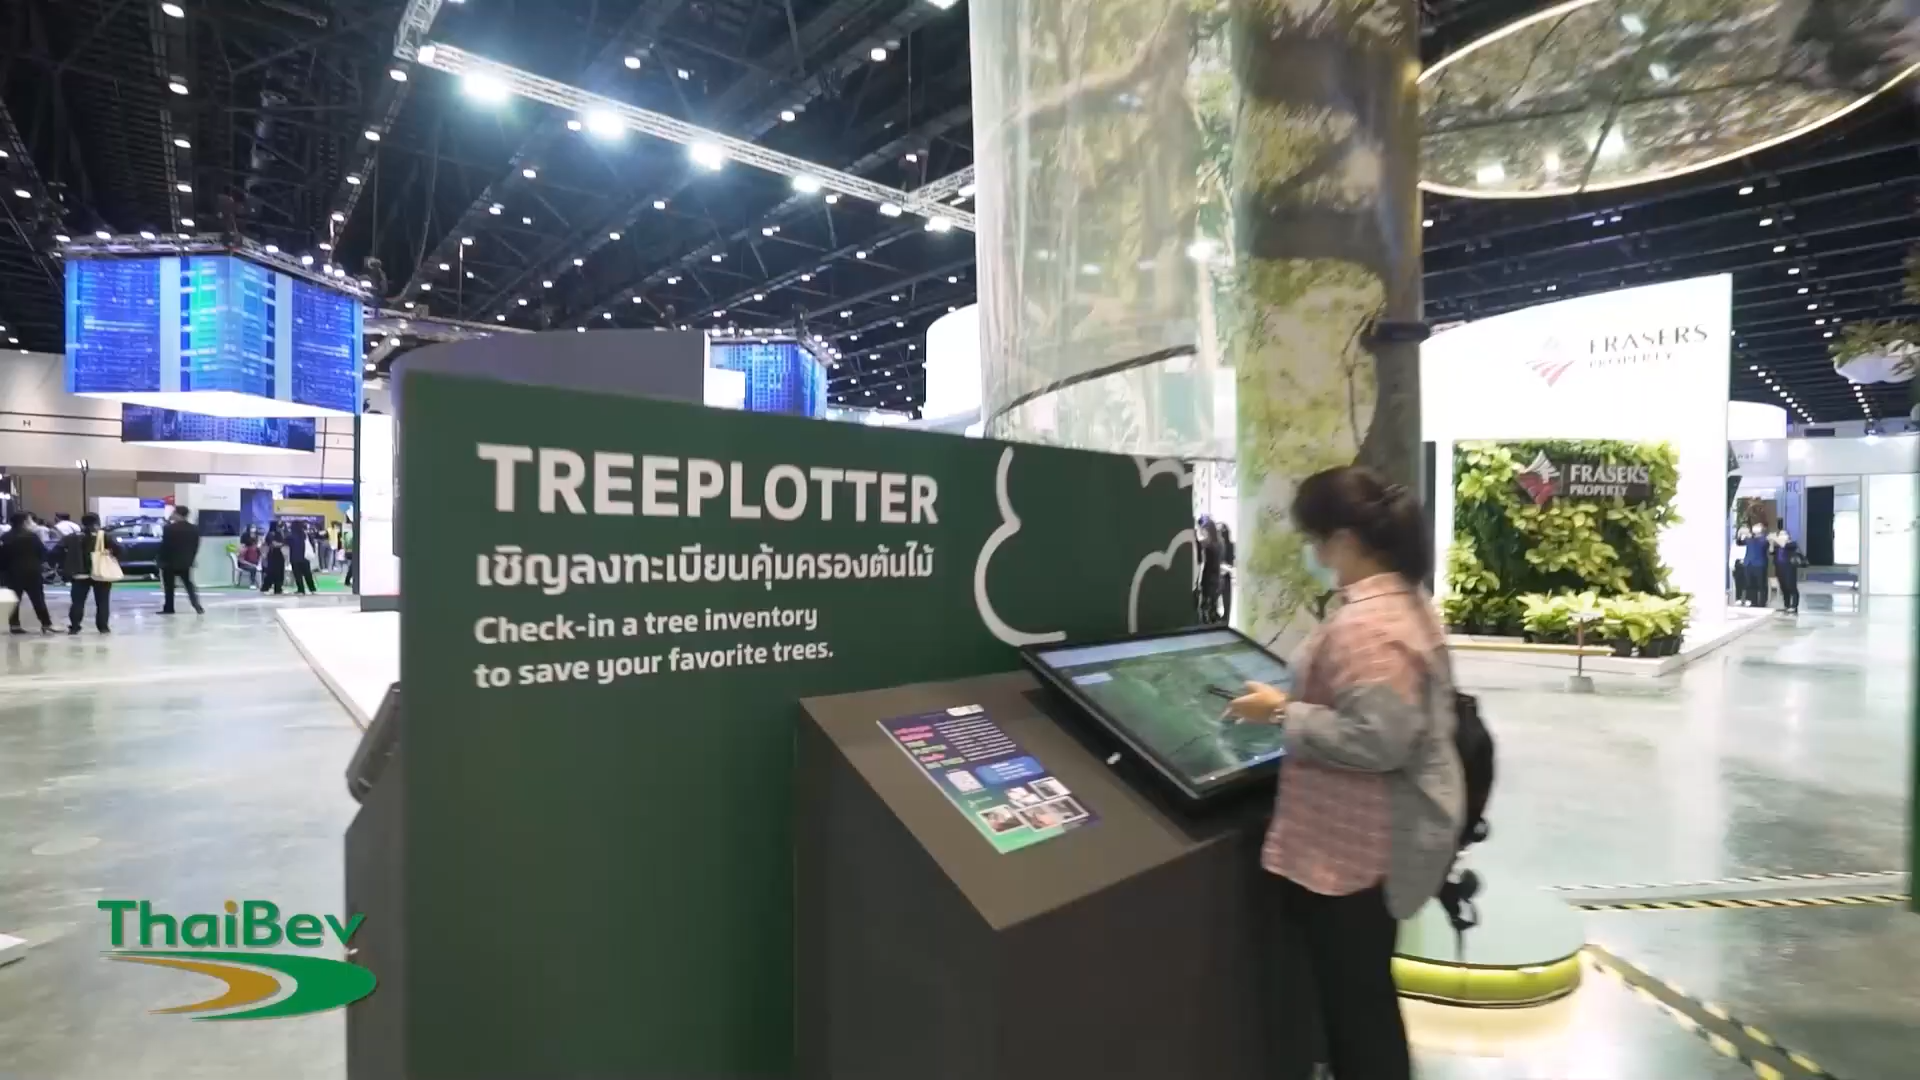 FRASERS
PROPERTY
FRASERS
PROPERTY
TREEPLOTTER
เชิญลงทะเบียนคุ้มครองต้นไม้
Check-in a tree inventory
to save your favorite trees.
ThaiBev